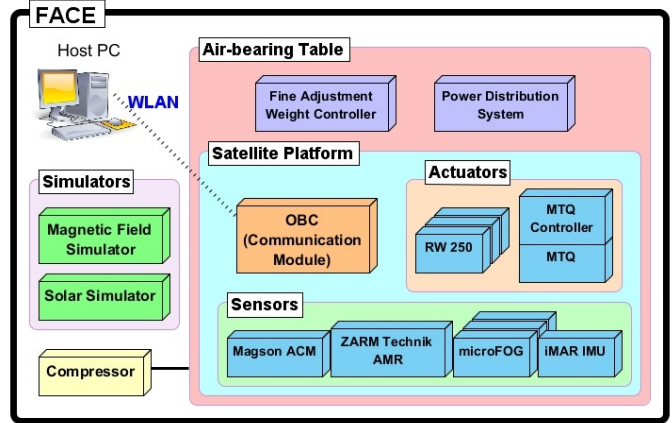 FACE
Host PC
WLAN
Air-bearing Table
Fine Adjustment
Weight Controller
Power Distribution
System
Satellite Platform
Simulators
Magnetic Field
Simulator
Solar Simulator
OBC
(Communication
Module)
Actuators
RW 250
MTQ
Controller
MTQ
Sensors
Magson ACM
ZARM Technik
AMR
microFOG
iMAR IMU
Compressor